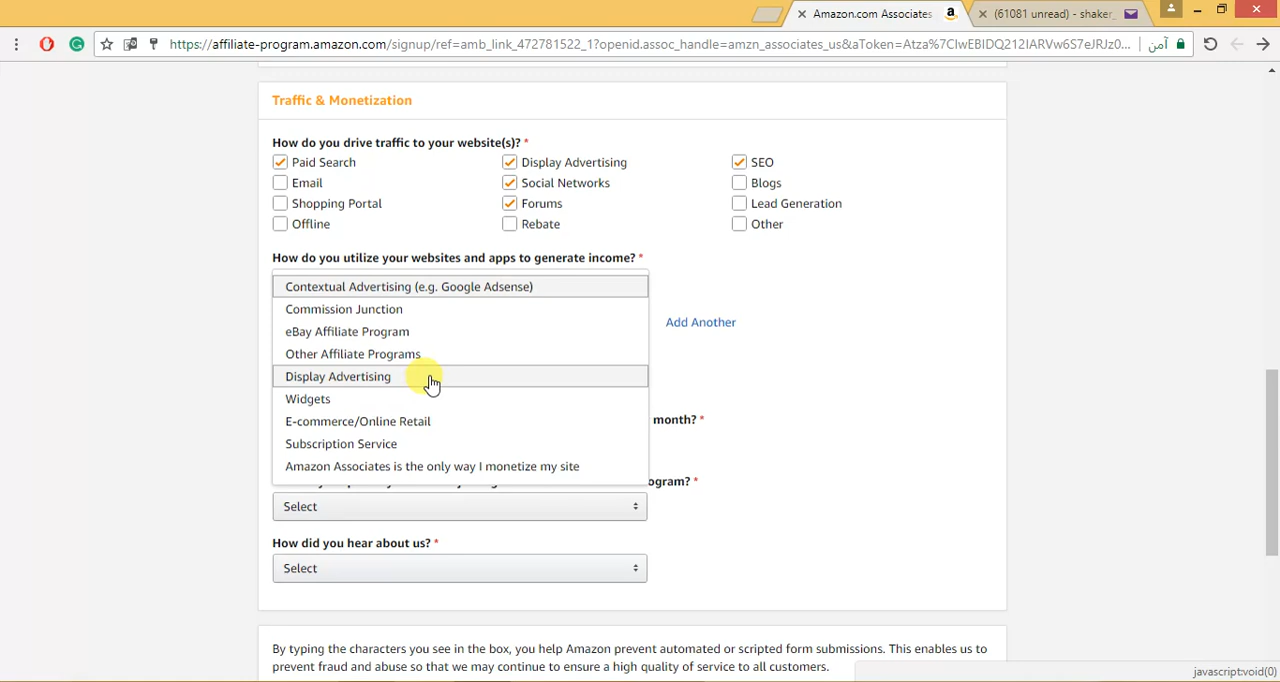 Amazon.com Associates
(61081 unread) - shaker_
https://affiliate-program.amazon.com/signup/ref=amb_link_472781522_1?openid.assoc_handle=amzn_associates_us&aToken=Atza%7CIwEBIDQ212IARVw6S7eJRJz0... آمن
Traffic & Monetization
How do you drive traffic to your website(s)? *
Paid Search Display Advertising SEO
Email Social Networks Blogs
Shopping Portal Forums Lead Generation
Offline Rebate Other
How do you utilize your websites and apps to generate income? *
Contextual Advertising (e.g. Google Adsense)
Commission Junction
Add Another
eBay Affiliate Program
Other Affiliate Programs
Display Advertising
Widgets
E-commerce/Online Retail
month? *
Subscription Service
Amazon Associates is the only way I monetize my site
ogram? *
Select
How did you hear about us? *
Select
By typing the characters you see in the box, you help Amazon prevent automated or scripted form submissions. This enables us to
prevent fraud and abuse so that we may continue to ensure a high quality of service to all customers.
javascript:void(0)